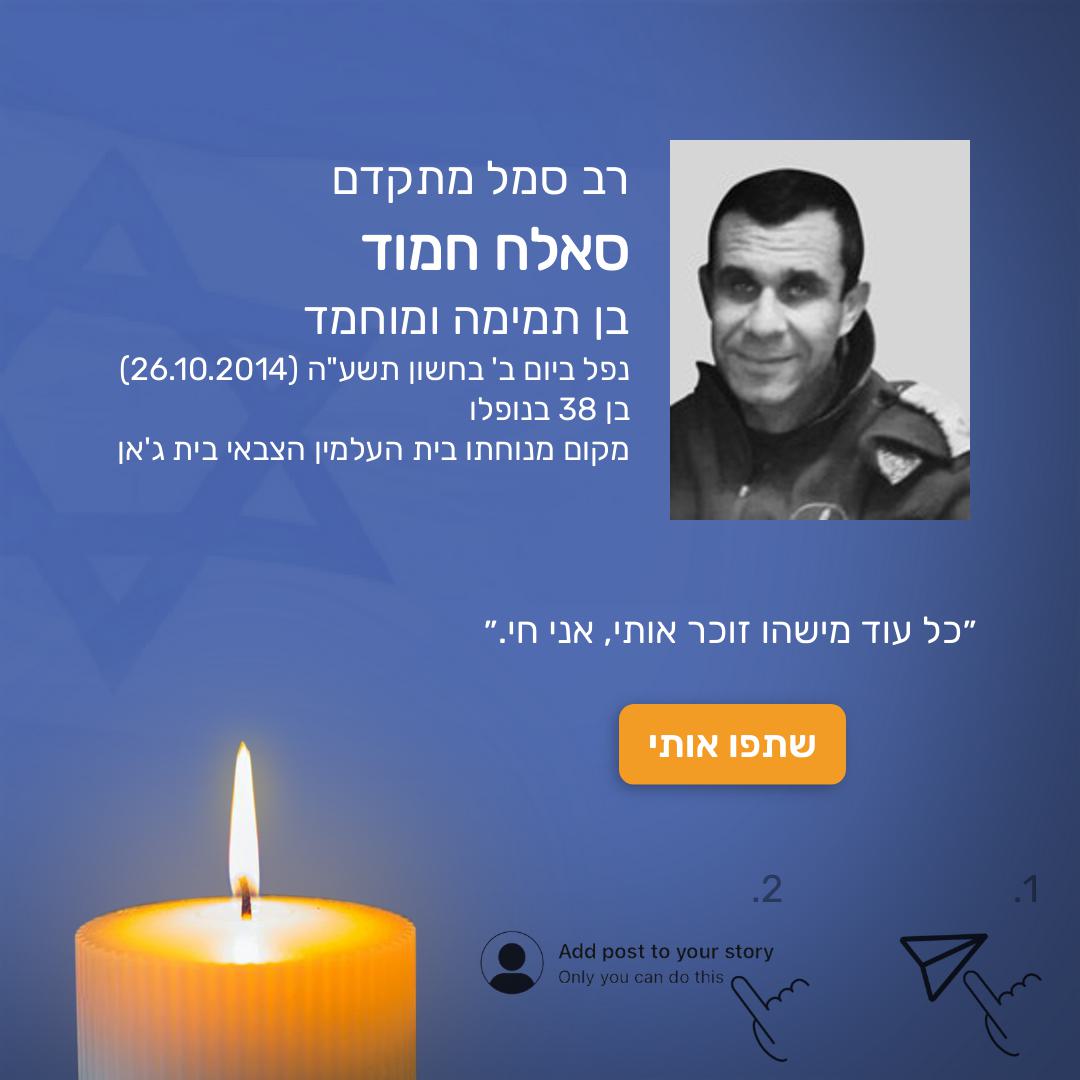 רב סמל מתקדם
סאלח חמוד
בן תמימה ומוחמד
נפל ביום ב' בחשוון תשע"ה (26.10.2014)
בן 38 בנופלו
מקום מנוחתו בית העלמין הצבאי בית ג'אן
״כל עוד מישהו זוכר אותי, אני חי.״
שתפו אותי
1.
2.
Add post to your story
Only you can do this